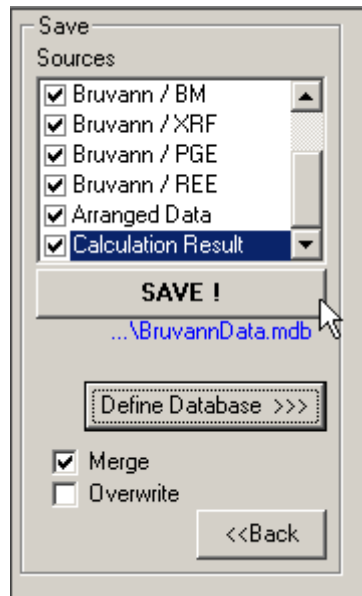 Save
Sources
Bruvann / BM
Bruvann / XRF
Bruvann / PGE
Bruvann / REE
Arranged Data
Calculation Result
SAVE !
...\BruvannData.mdb
Define Database >>>
Merge
Overwrite
<<Back